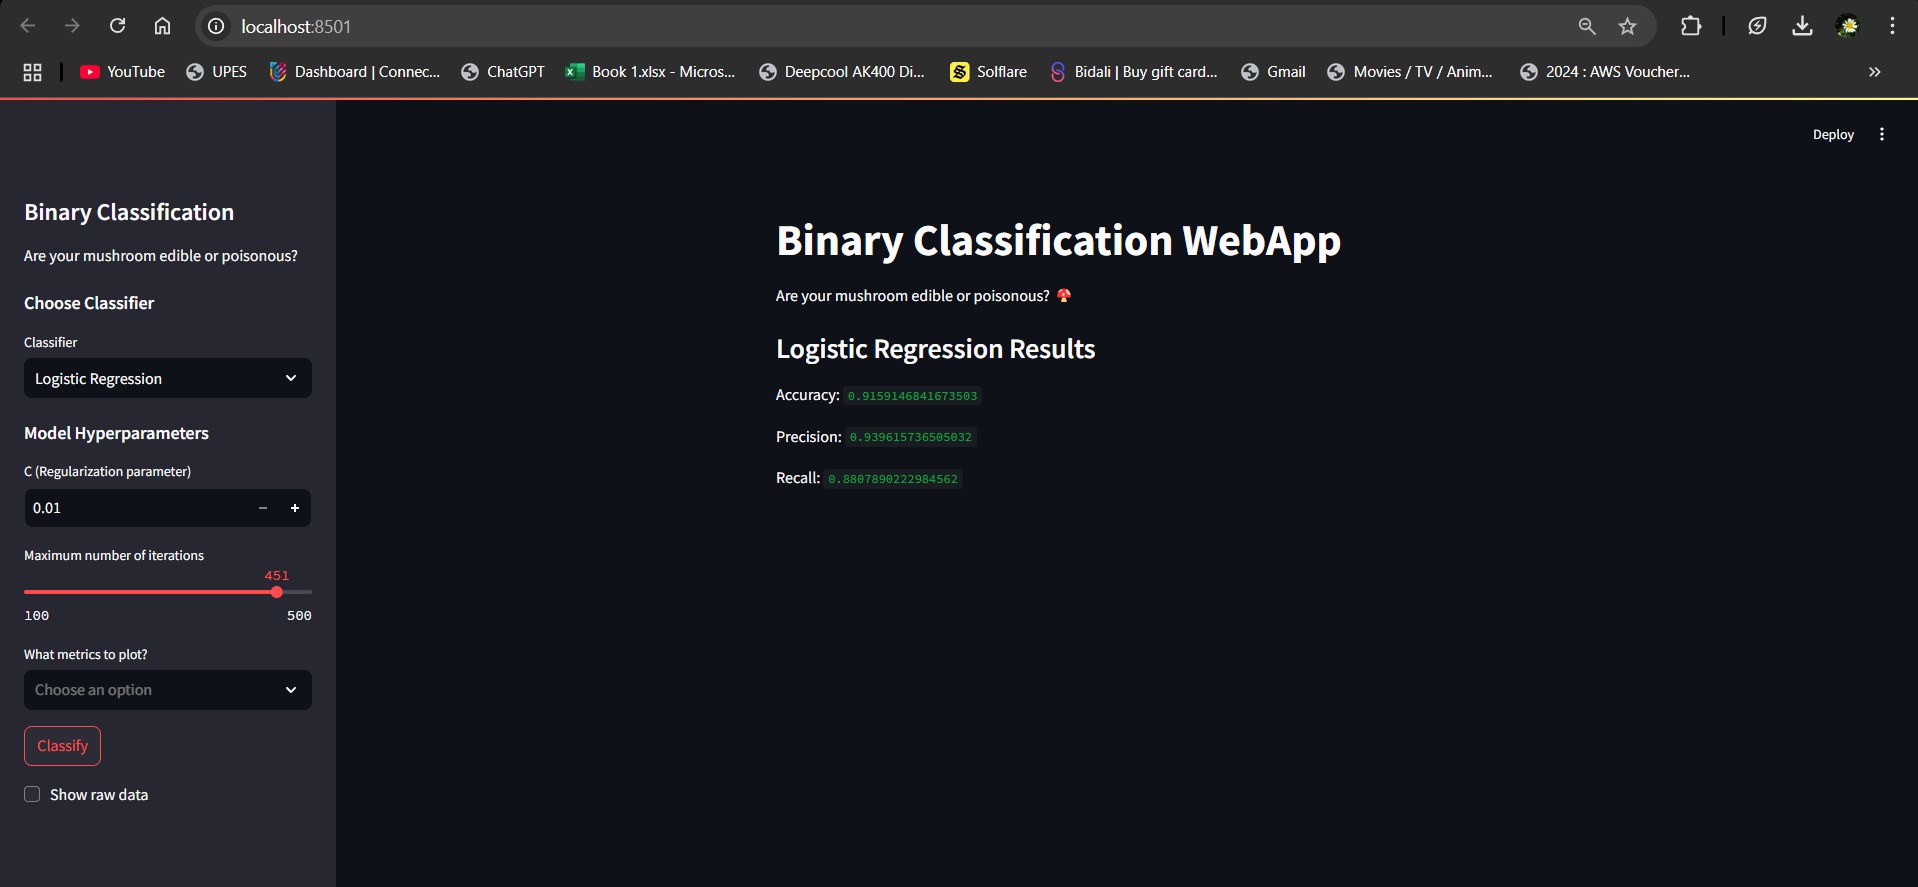 localhost:8501
YouTube UPES Dashboard | Connec... ChatGPT Book 1.xlsx - Micros... Deepcool AK400 Di... Solflare Bidali | Buy gift card... Gmail Movies / TV / Anim... 2024 : AWS Voucher...
Deploy
Binary Classification
Are your mushroom edible or poisonous?
Choose Classifier
Classifier
Logistic Regression
Model Hyperparameters
C (Regularization parameter)
0.01
Maximum number of iterations
451
100 500
What metrics to plot?
Choose an option
Classify
Show raw data
Binary Classification WebApp
Are your mushroom edible or poisonous? 🍄
Logistic Regression Results
Accuracy: 0.9159146841673503
Precision: 0.939615736505032
Recall: 0.8807890222984562